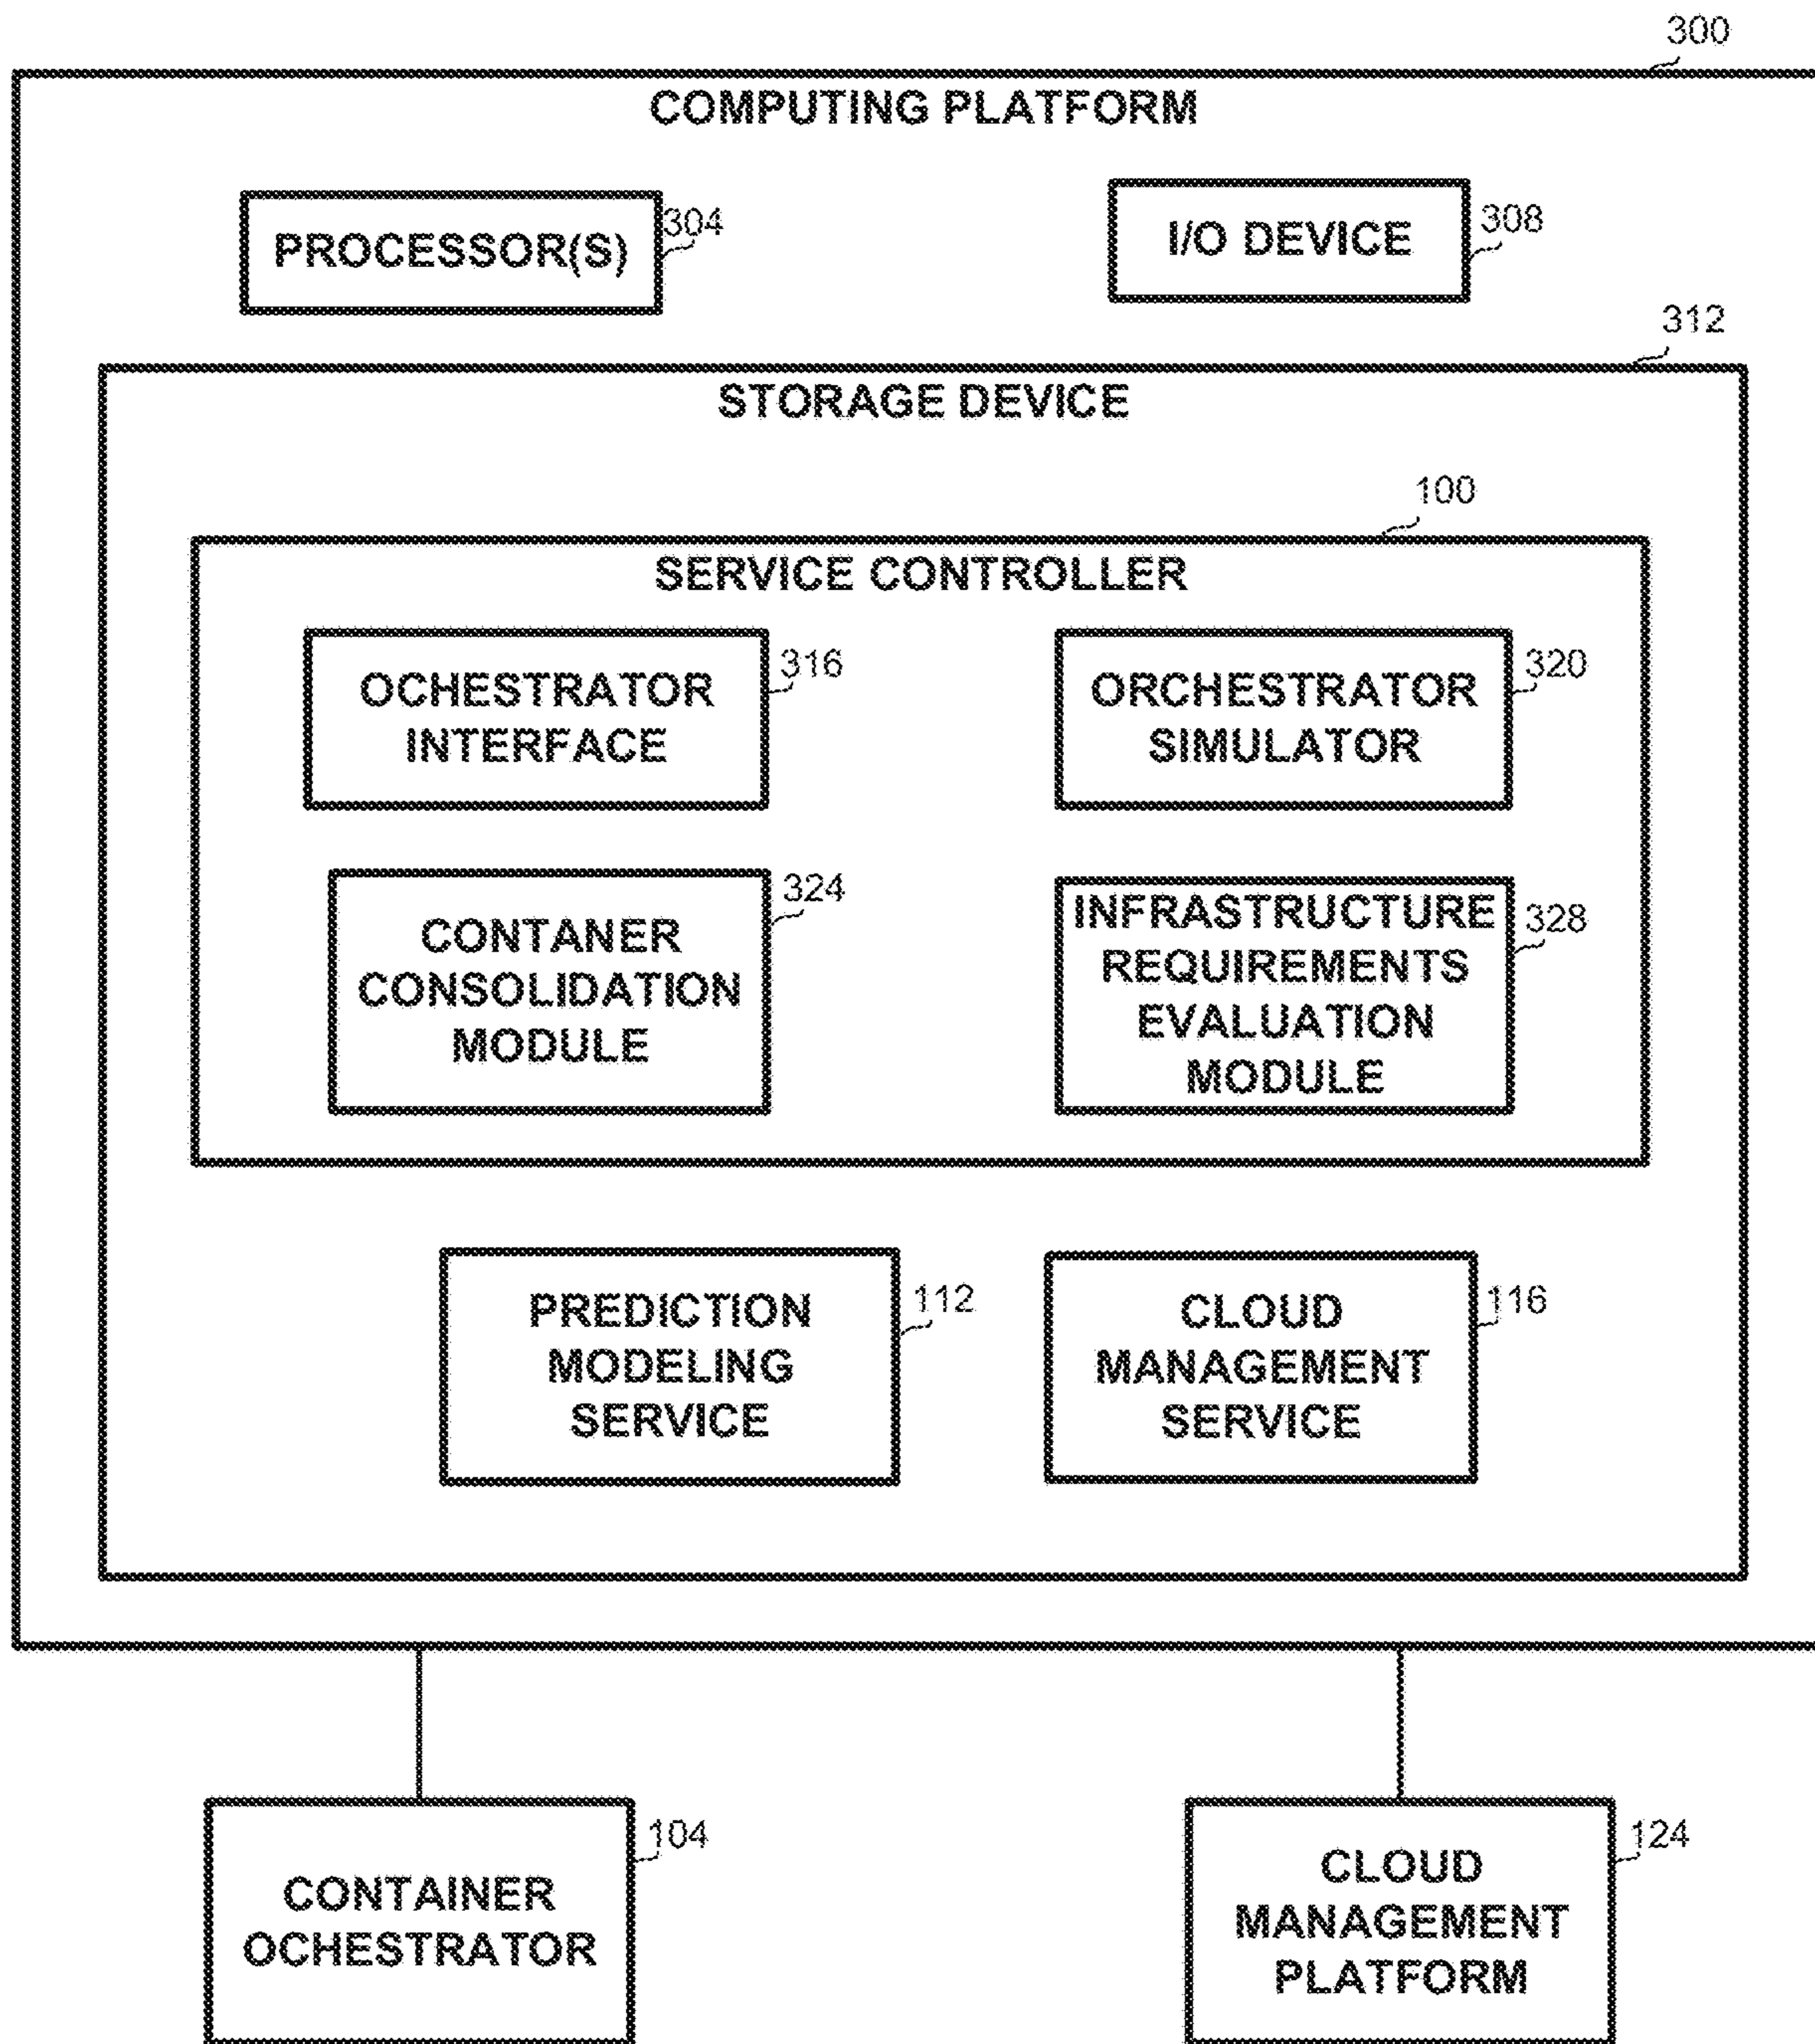 300
COMPUTING PLATFORM
PROCESSOR(S)
304
I/O DEVICE
308
312
STORAGE DEVICE
100
SERVICE CONTROLLER
OCHESTRATOR
INTERFACE
316
ORCHESTRATOR
SIMULATOR
320
CONTANER
CONSOLIDATION
MODULE
324
INFRASTRUCTURE
REQUIREMENTS
EVALUATION
MODULE
328
PREDICTION
MODELING
SERVICE
112
CLOUD
MANAGEMENT
SERVICE
116
CONTAINER
OCHESTRATOR
104
CLOUD
MANAGEMENT
PLATFORM
124